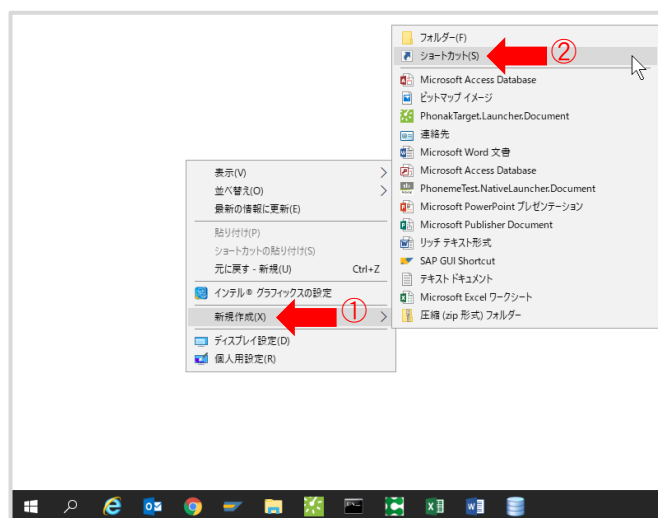 表示(V)
並べ替え(O)
最新の情報に更新(E)
貼り付け(P)
ショートカットの貼り付け(S)
元に戻す - 新規(U) Ctrl+Z
インテル® グラフィックスの設定
新規作成(X) ①
ディスプレイ設定(D)
個人用設定(R)
フォルダー(F)
ショートカット(S) ②
Microsoft Access Database
ビットマップ イメージ
PhonakTarget.Launcher.Document
連絡先
Microsoft Word 文書
Microsoft Access Database
PhonemeTest.NativeLauncher.Document
Microsoft PowerPoint プレゼンテーション
Microsoft Publisher Document
リッチ テキスト形式
SAP GUI Shortcut
テキスト ドキュメント
Microsoft Excel ワークシート
圧縮 (zip 形式) フォルダー